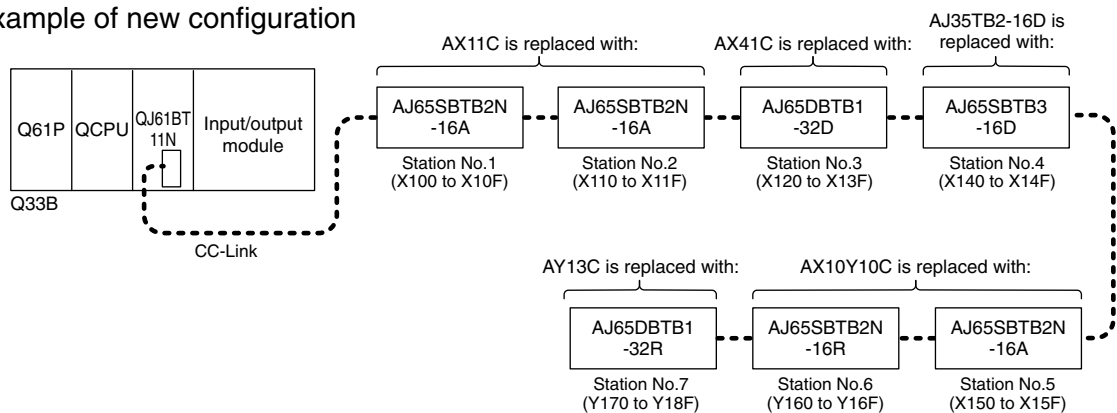 xample of new configuration
AX11C is replaced with:
AX41C is replaced with:
AJ35TB2-16D is
replaced with:
Q61P
QCPU
QJ61BT
11N
Input/output
module
Q33B
CC-Link
AJ65SBTB2N
-16A
Station No.1
(X100 to X10F)
AJ65SBTB2N
-16A
Station No.2
(X110 to X11F)
AJ65DBTB1
-32D
Station No.3
(X120 to X13F)
AJ65SBTB3
-16D
Station No.4
(X140 to X14F)
AY13C is replaced with:
AX10Y10C is replaced with:
AJ65DBTB1
-32R
Station No.7
(Y170 to Y18F)
AJ65SBTB2N
-16R
Station No.6
(Y160 to Y16F)
AJ65SBTB2N
-16A
Station No.5
(X150 to X15F)